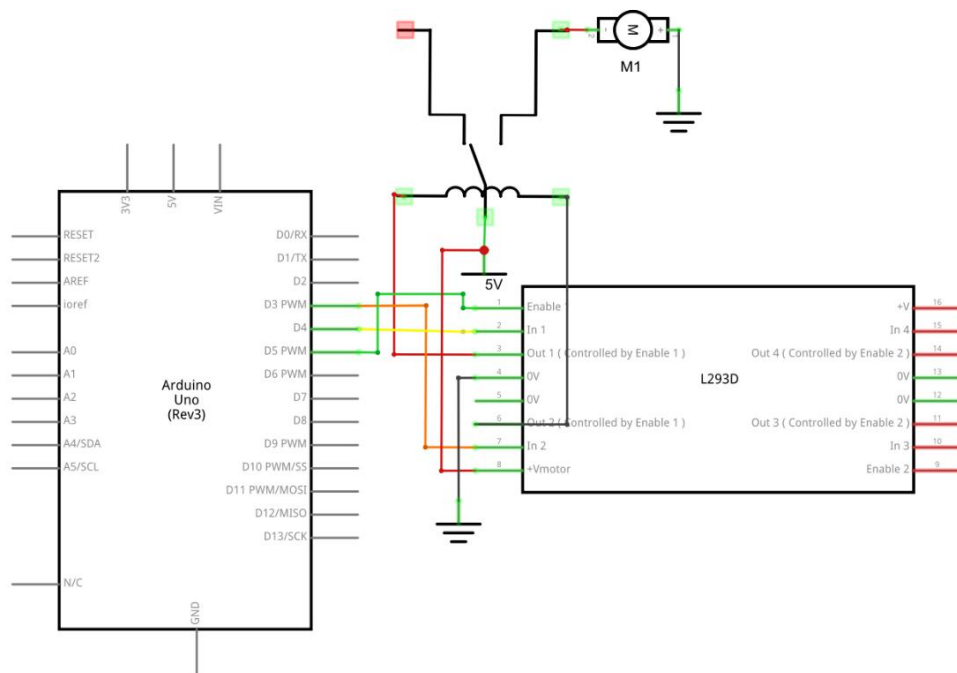 M
2
-
+
1
M1
3V3
5V
VIN
RESET
RESET2
AREF
ioref
A0
A1
A2
A3
A4/SDA
A5/SCL
N/C
D0/RX
D1/TX
D2
D3 PWM
D4
D5 PWM
D6 PWM
D7
D8
D9 PWM
D10 PWM/SS
D11 PWM/MOSI
D12/MISO
D13/SCK
Arduino
Uno
(Rev3)
GND
5V
1 Enable
2 In 1
3 Out 1 ( Controlled by Enable 1 )
4 0V
5 0V
6 Out 2 ( Controlled by Enable 1 )
7 In 2
8 +Vmotor
L293D
+V 16
In 4 15
Out 4 ( Controlled by Enable 2 ) 14
0V 13
0V 12
Out 3 ( Controlled by Enable 2 ) 11
In 3 10
Enable 2 9